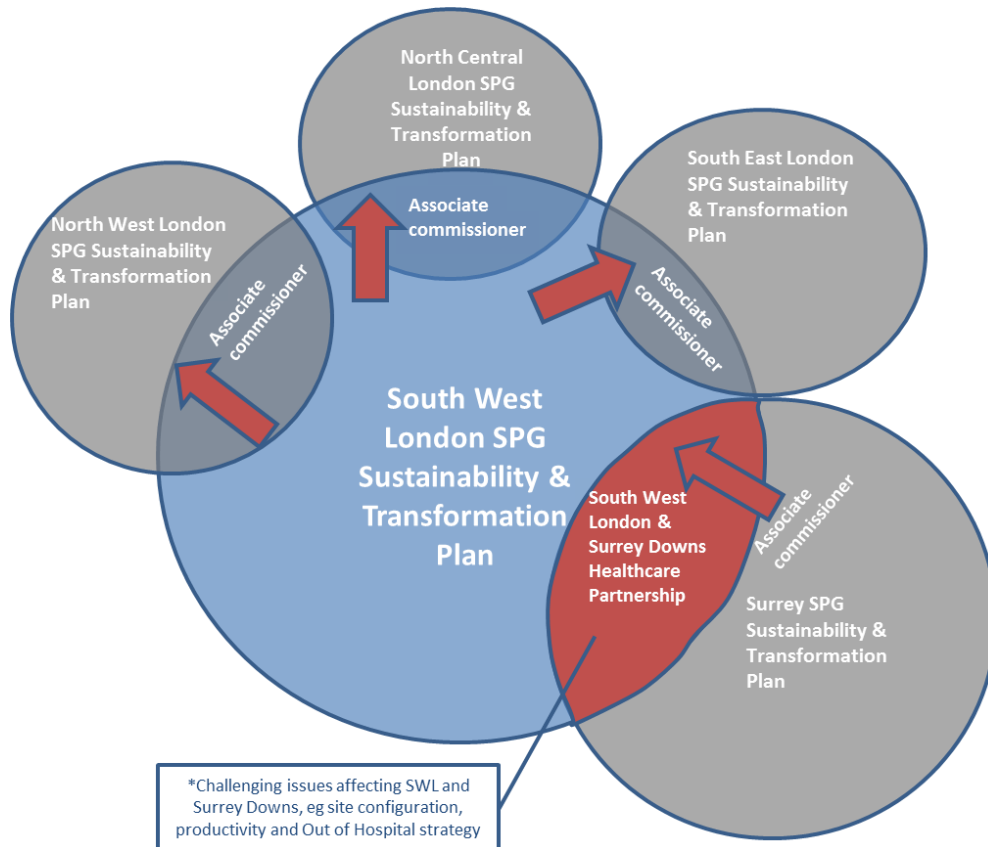 North Central
London SPG
Sustainability &
Transformation
Plan
Associate
commissioner
South East London
SPG Sustainability
& Transformation
Plan
Associate
commissioner
North West London
SPG Sustainability
& Transformation
Plan
Associate
commissioner
South West
London SPG
Sustainability &
Transformation
Plan
South West
London &
Surrey Downs
Healthcare
Partnership
Associate
commissioner
Surrey SPG
Sustainability &
Transformation
Plan
*Challenging issues affecting SWL and
Surrey Downs, eg site configuration,
productivity and Out of Hospital strategy